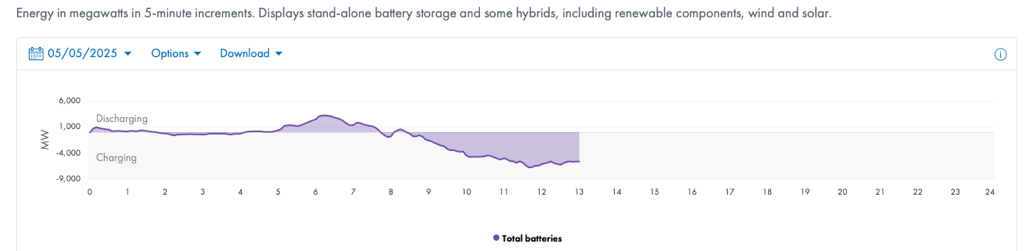 Energy in megawatts in 5-minute increments. Displays stand-alone battery storage and some hybrids, including renewable components, wind and solar.
05/05/2025 Options Download
6,000
Discharging
1,000
MW
-4,000
Charging
-9,000
0 1 2 3 4 5 6 7 8 9 10 11 12 13 14 15 16 17 18 19 20 21 22 23 24
Total batteries